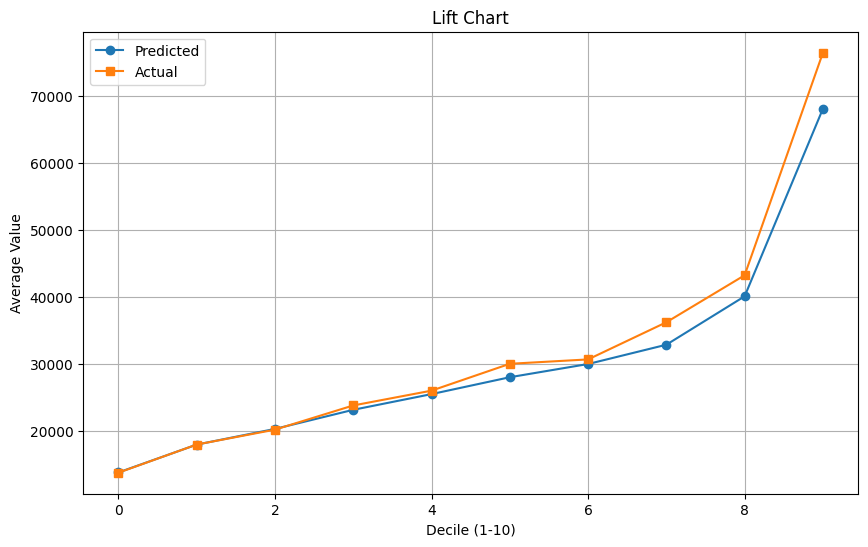 Lift Chart
Predicted
Actual
70000
60000
50000
40000
30000
20000
Average Value
0 2 4 6 8
Decile (1-10)